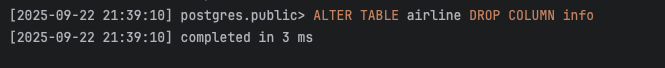 [2025-09-22 21:39:10] postgres.public> ALTER TABLE airline DROP COLUMN info
[2025-09-22 21:39:10] completed in 3 ms